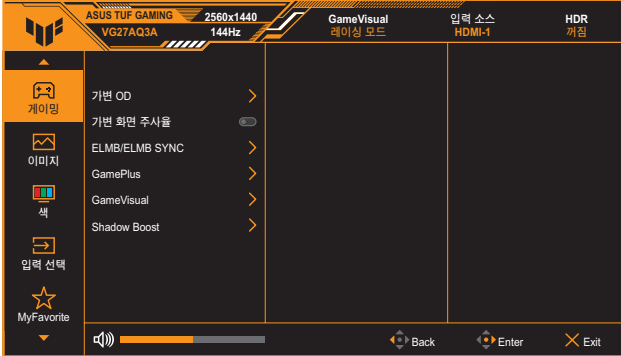 ASUS TUF GAMING 2560x1440 GameVisual 입력 소스 HDR
VG27AQ3A 144Hz 레이싱 모드 HDMI-1 꺼짐
게이밍
이미지
색
입력 선택
MyFavorite
가변 OD
가변 화면 주사율
ELMB/ELMB SYNC
GamePlus
GameVisual
Shadow Boost
Back Enter Exit